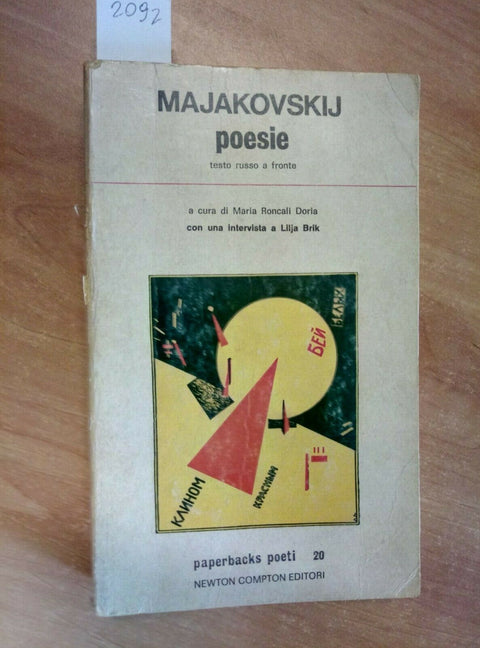 2092
MAJAKOVSKIJ
poesie
testo russo a fronte
a cura di Maria Roncali Doria
con una intervista a Lilja Brik
БЕЙ
БЕЛЫХ
КЛИНОМ
КРАСНЫМ
paperbacks poeti 20
NEWTON COMPTON EDITORI